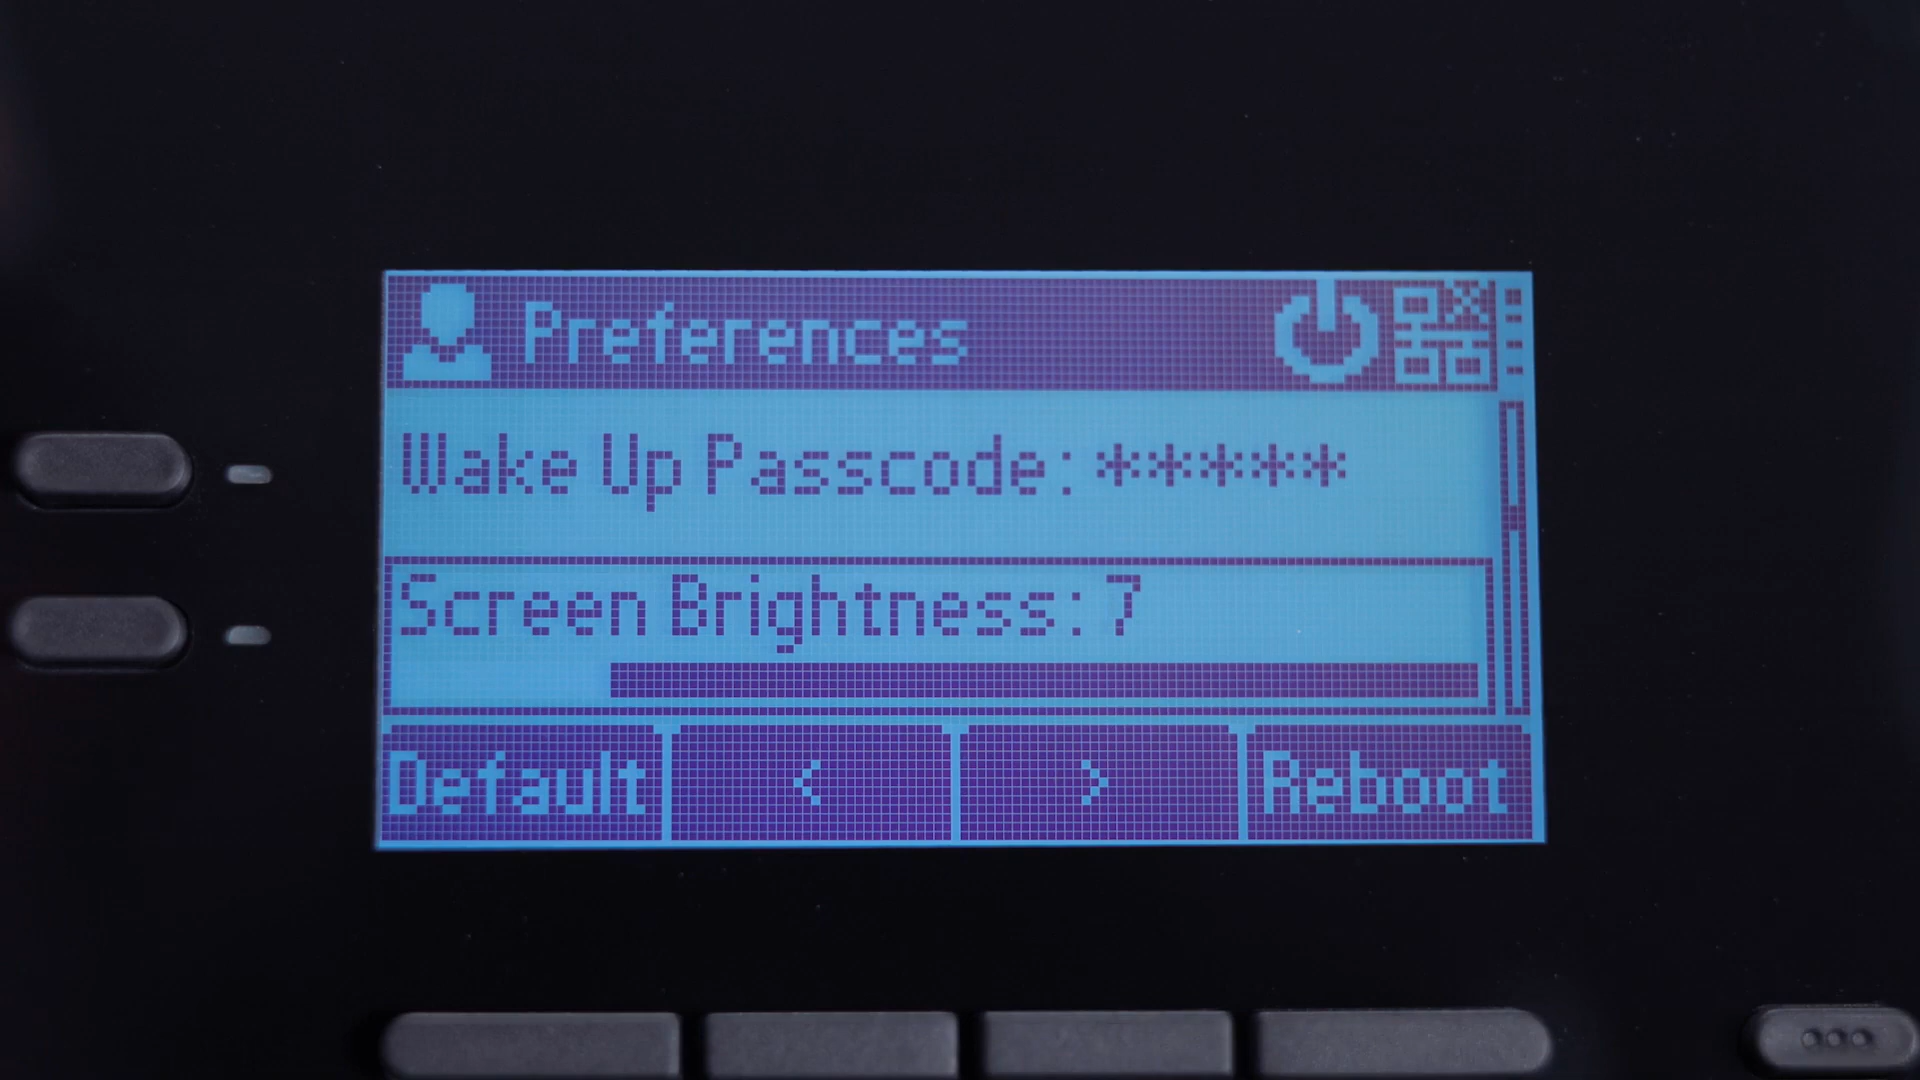 Preferences
Wake Up Passcode: *****
Screen Brightness: 7
Default < > Reboot